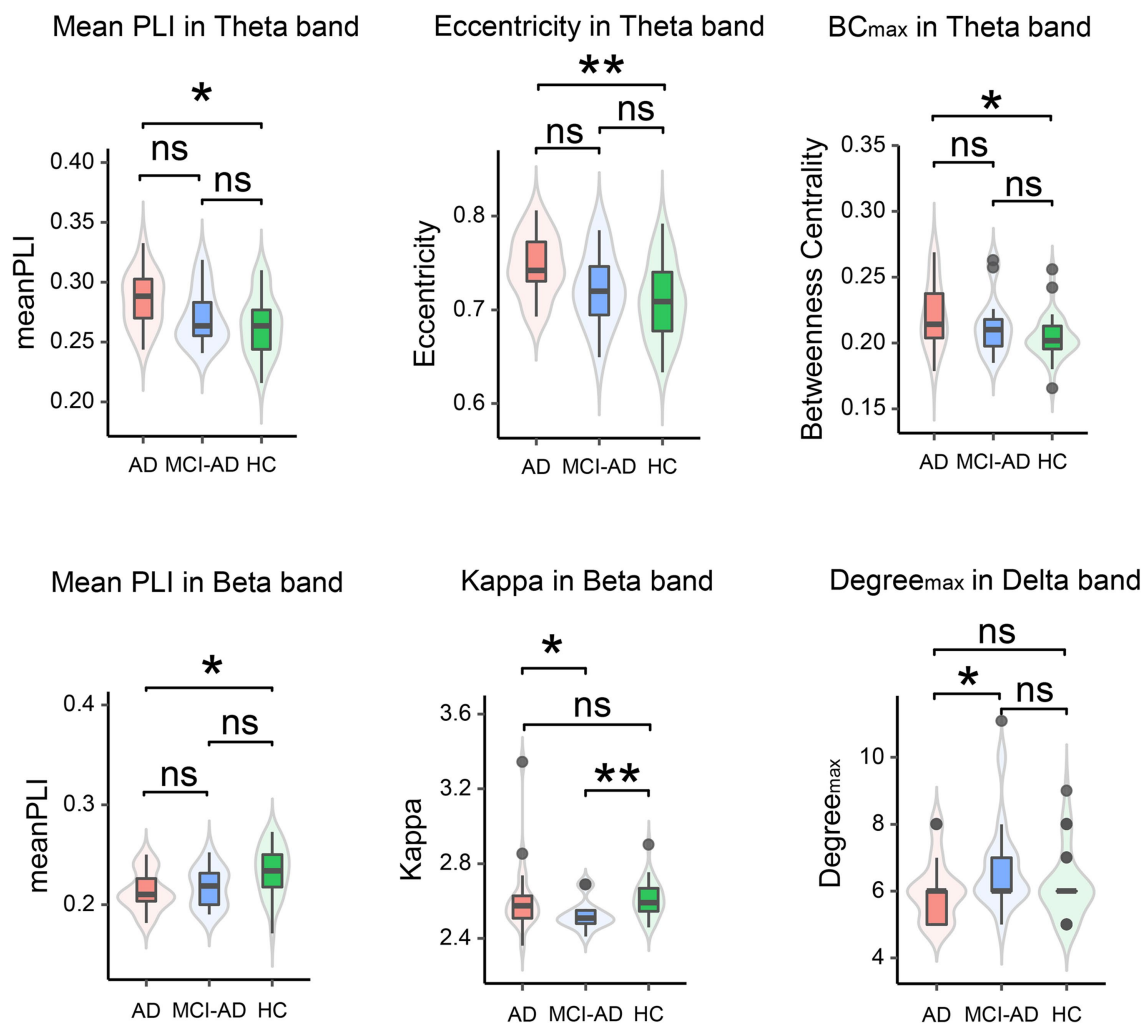 Mean PLI in Theta band
*
ns
ns
0.40
0.35
0.30
0.25
0.20
meanPLI
AD MCI-AD HC
Eccentricity in Theta band
**
ns
ns
0.8
0.7
0.6
Eccentricity
AD MCI-AD HC
BCmax in Theta band
*
ns
ns
0.35
0.30
0.25
0.20
0.15
Betweenness Centrality
AD MCI-AD HC
Mean PLI in Beta band
*
ns
ns
0.4
0.3
0.2
meanPLI
AD MCI-AD HC
Kappa in Beta band
*
ns
**
3.6
3.2
2.8
2.4
Kappa
AD MCI-AD HC
Degreemax in Delta band
ns
*
ns
10
8
6
4
Degreemax
AD MCI-AD HC